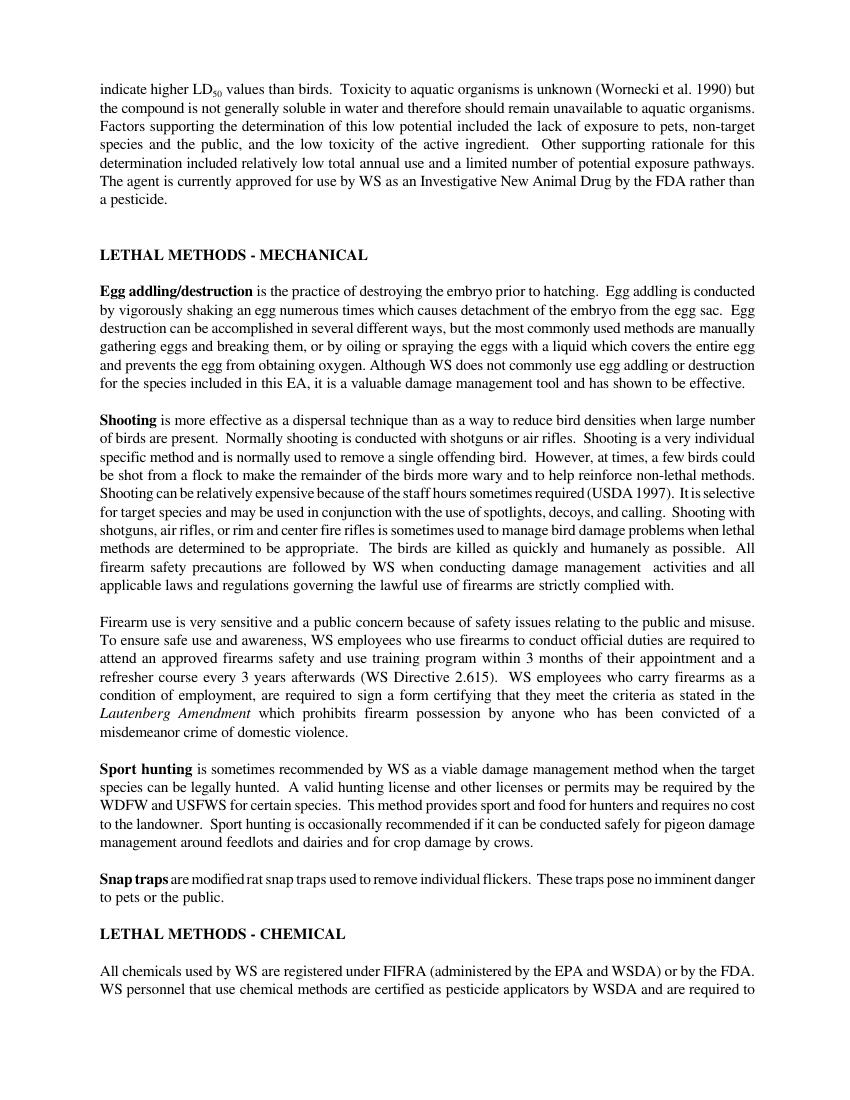 indicate higher LD50 values than birds. Toxicity to aquatic organisms is unknown (Wornecki et al. 1990) but
the compound is not generally soluble in water and therefore should remain unavailable to aquatic organisms.
Factors supporting the determination of this low potential included the lack of exposure to pets, non-target
species and the public, and the low toxicity of the active ingredient. Other supporting rationale for this
determination included relatively low total annual use and a limited number of potential exposure pathways.
The agent is currently approved for use by WS as an Investigative New Animal Drug by the FDA rather than
a pesticide.
LETHAL METHODS - MECHANICAL
Egg addling/destruction is the practice of destroying the embryo prior to hatching. Egg addling is conducted
by vigorously shaking an egg numerous times which causes detachment of the embryo from the egg sac. Egg
destruction can be accomplished in several different ways, but the most commonly used methods are manually
gathering eggs and breaking them, or by oiling or spraying the eggs with a liquid which covers the entire egg
and prevents the egg from obtaining oxygen. Although WS does not commonly use egg addling or destruction
for the species included in this EA, it is a valuable damage management tool and has shown to be effective.
Shooting is more effective as a dispersal technique than as a way to reduce bird densities when large number
of birds are present. Normally shooting is conducted with shotguns or air rifles. Shooting is a very individual
specific method and is normally used to remove a single offending bird. However, at times, a few birds could
be shot from a flock to make the remainder of the birds more wary and to help reinforce non-lethal methods.
Shooting can be relatively expensive because of the staff hours sometimes required (USDA 1997). It is selective
for target species and may be used in conjunction with the use of spotlights, decoys, and calling. Shooting with
shotguns, air rifles, or rim and center fire rifles is sometimes used to manage bird damage problems when lethal
methods are determined to be appropriate. The birds are killed as quickly and humanely as possible. All
firearm safety precautions are followed by WS when conducting damage management activities and all
applicable laws and regulations governing the lawful use of firearms are strictly complied with.
Firearm use is very sensitive and a public concern because of safety issues relating to the public and misuse.
To ensure safe use and awareness, WS employees who use firearms to conduct official duties are required to
attend an approved firearms safety and use training program within 3 months of their appointment and a
refresher course every 3 years afterwards (WS Directive 2.615). WS employees who carry firearms as a
condition of employment, are required to sign a form certifying that they meet the criteria as stated in the
Lautenberg Amendment which prohibits firearm possession by anyone who has been convicted of a
misdemeanor crime of domestic violence.
Sport hunting is sometimes recommended by WS as a viable damage management method when the target
species can be legally hunted. A valid hunting license and other licenses or permits may be required by the
WDFW and USFWS for certain species. This method provides sport and food for hunters and requires no cost
to the landowner. Sport hunting is occasionally recommended if it can be conducted safely for pigeon damage
management around feedlots and dairies and for crop damage by crows.
Snap traps are modified rat snap traps used to remove individual flickers. These traps pose no imminent danger
to pets or the public.
LETHAL METHODS - CHEMICAL
All chemicals used by WS are registered under FIFRA (administered by the EPA and WSDA) or by the FDA.
WS personnel that use chemical methods are certified as pesticide applicators by WSDA and are required to